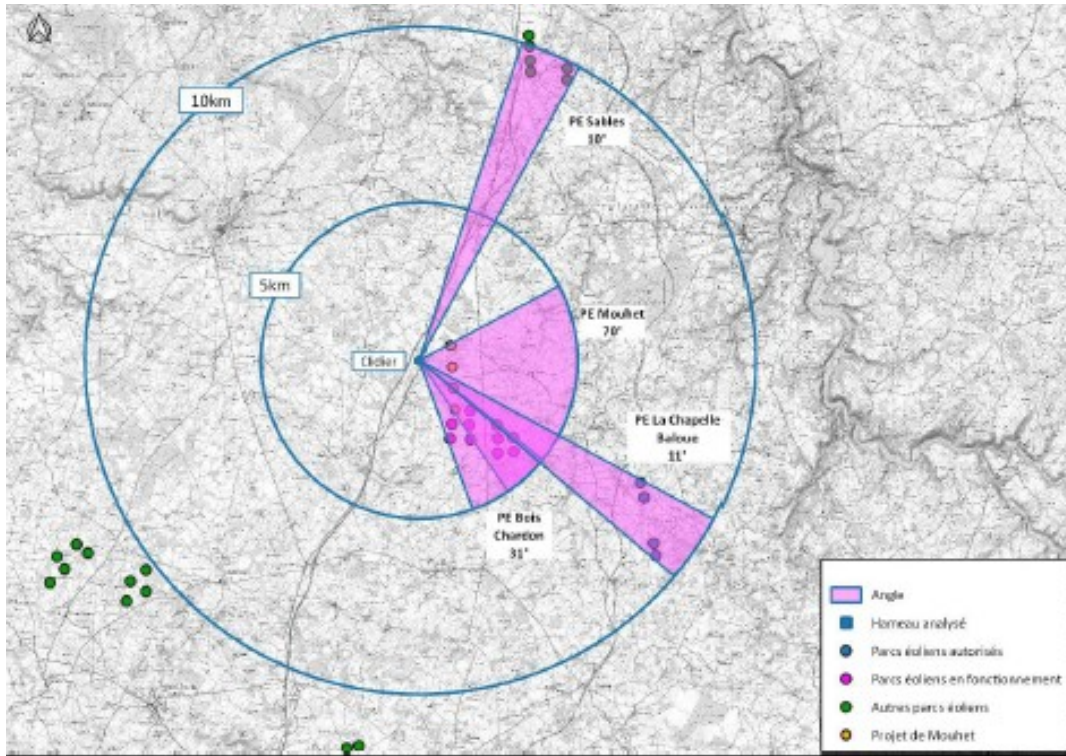 10km
PE Sables
10°
5km
PE Mouhet
70°
Clidier
PE La Chapelle
Baloue
11°
PE Bois
Chardon
31°
Angle
Hameau analysé
Parcs éoliens autorisés
Parcs éoliens en fonctionnement
Autres parcs éoliens
Projet de Mouhet